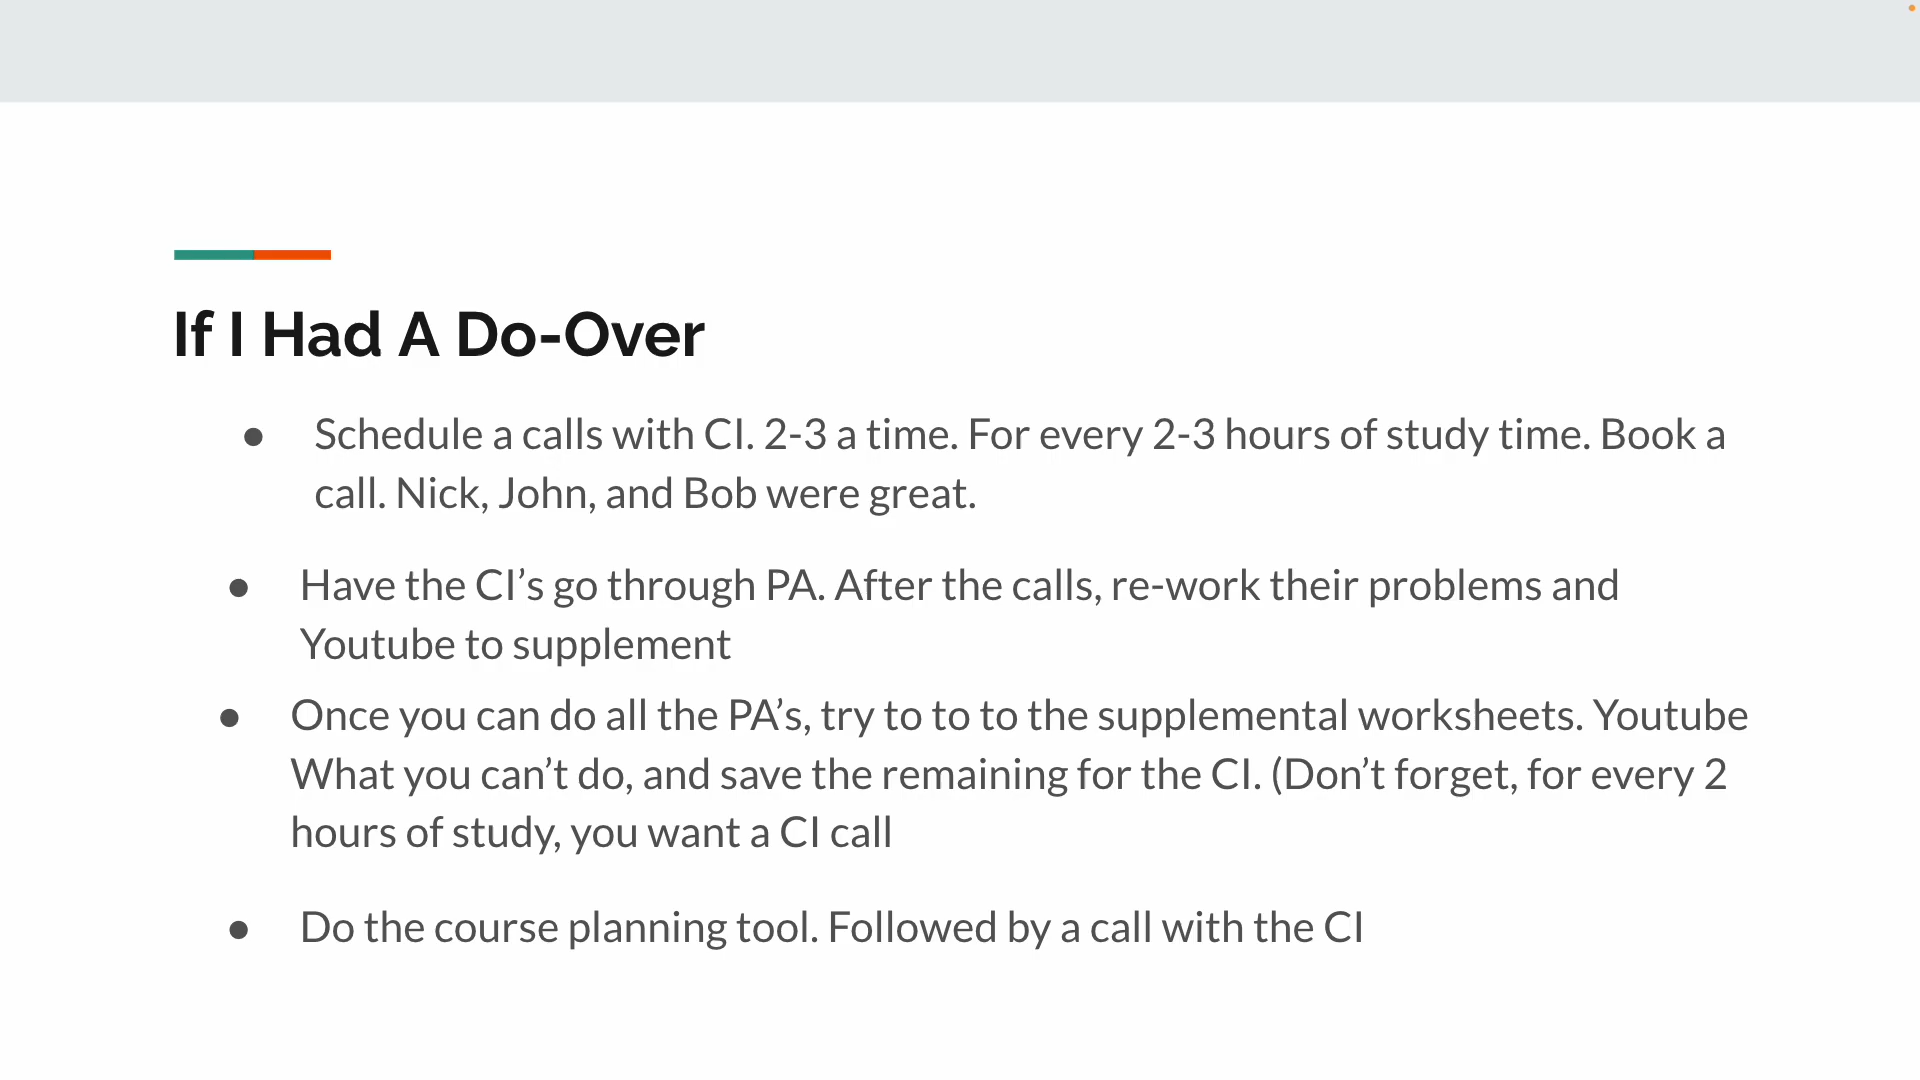 If I Had A Do-Over
● Schedule a calls with CI. 2-3 a time. For every 2-3 hours of study time. Book a
call. Nick, John, and Bob were great.
● Have the CI’s go through PA. After the calls, re-work their problems and
Youtube to supplement
● Once you can do all the PA’s, try to to to the supplemental worksheets. Youtube
What you can’t do, and save the remaining for the CI. (Don’t forget, for every 2
hours of study, you want a CI call
● Do the course planning tool. Followed by a call with the CI